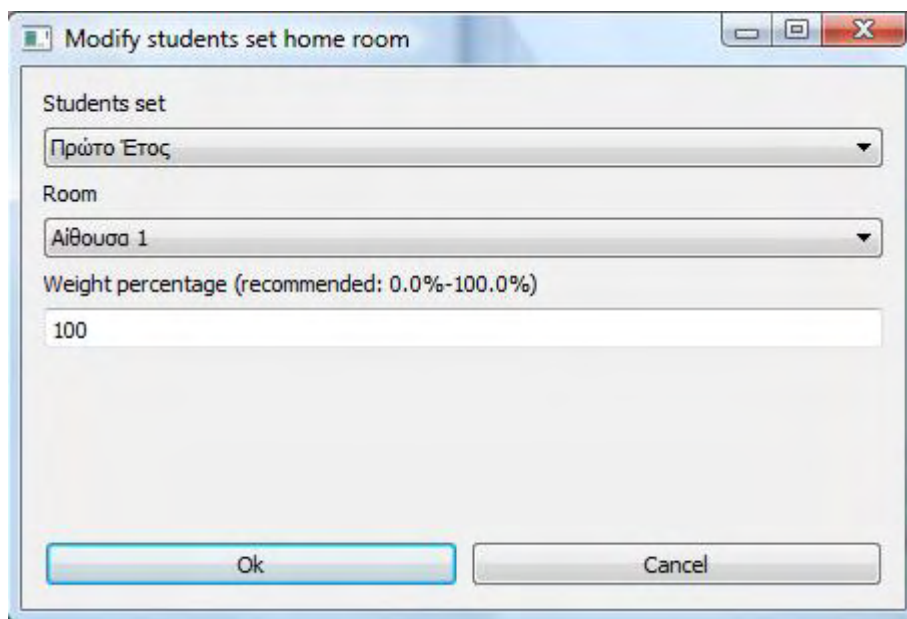 Modify students set home room
Students set
Πρώτο Έτος
Room
Αίθουσα 1
Weight percentage (recommended: 0.0%-100.0%)
100
Ok Cancel